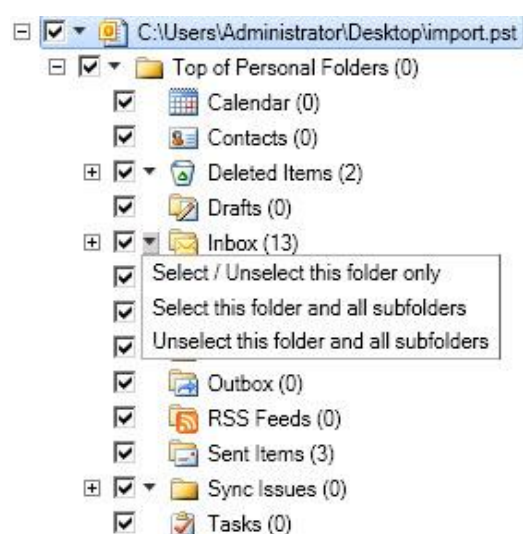 C:\Users\Administrator\Desktop\import.pst
Top of Personal Folders (0)
Calendar (0)
Contacts (0)
Deleted Items (2)
Drafts (0)
Inbox (13)
Select / Unselect this folder only
Select this folder and all subfolders
Unselect this folder and all subfolders
Outbox (0)
RSS Feeds (0)
Sent Items (3)
Sync Issues (0)
Tasks (0)